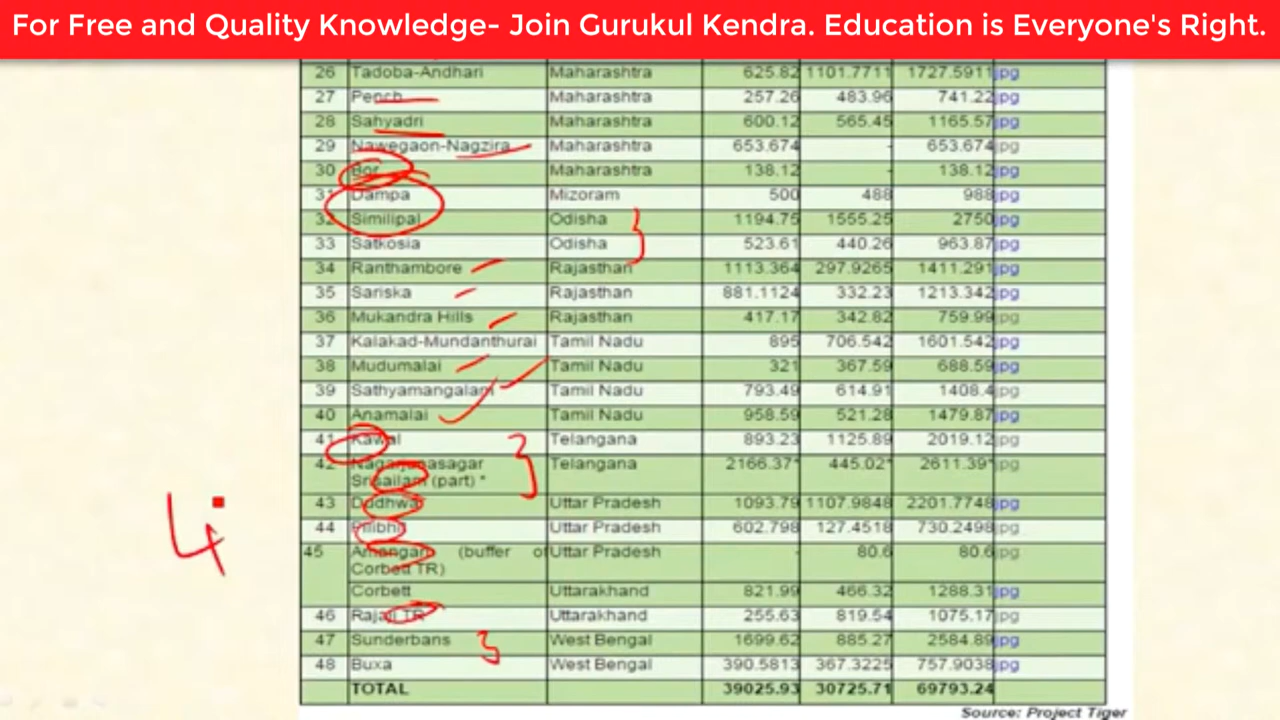 For Free and Quality Knowledge- Join Gurukul Kendra. Education is Everyone's Right.
26 Tadoba-Andhari Maharashtra 625.82 1101.7711 1727.5911 jpg
27 Pench Maharashtra 257.26 483.96 741.22 jpg
28 Sahyadri Maharashtra 600.12 565.45 1165.57 jpg
29 Nawegaon-Nagzira Maharashtra 653.674 - 653.674 jpg
30 Bor Maharashtra 138.12 - 138.12 jpg
31 Dampa Mizoram 500 488 988 jpg
32 Similipal Odisha 1194.75 1555.25 2750 jpg
33 Satkosia Odisha 523.61 440.26 963.87 jpg
34 Ranthambore Rajasthan 1113.364 297.9265 1411.291 jpg
35 Sariska Rajasthan 881.1124 332.23 1213.342 jpg
36 Mukandra Hills Rajasthan 417.17 342.82 759.99 jpg
37 Kalakad-Mundanthurai Tamil Nadu 895 706.542 1601.542 jpg
38 Mudumalai Tamil Nadu 321 367.59 688.59 jpg
39 Sathyamangalam Tamil Nadu 793.49 614.91 1408.4 jpg
40 Anamalai Tamil Nadu 958.59 521.28 1479.87 jpg
41 Kawal Telangana 893.23 1125.89 2019.12 jpg
42 Nagarjunasagar Telangana 2166.37* 445.02* 2611.39* jpg
Srisailam (part) *
43 Dudhwa Uttar Pradesh 1093.79 1107.9848 2201.7748 jpg
44 Pilibhit Uttar Pradesh 602.798 127.4518 730.2498 jpg
45 Amangarh (buffer of Uttar Pradesh - 80.6 80.6 jpg
Corbett TR)
Corbett Uttarakhand 821.99 466.32 1288.31 jpg
46 Rajaji TR Uttarakhand 255.63 819.54 1075.17 jpg
47 Sunderbans West Bengal 1699.62 885.27 2584.89 jpg
48 Buxa West Bengal 390.5813 367.3225 757.9038 jpg
TOTAL 39025.93 30725.71 69793.24
Source: Project Tiger
4